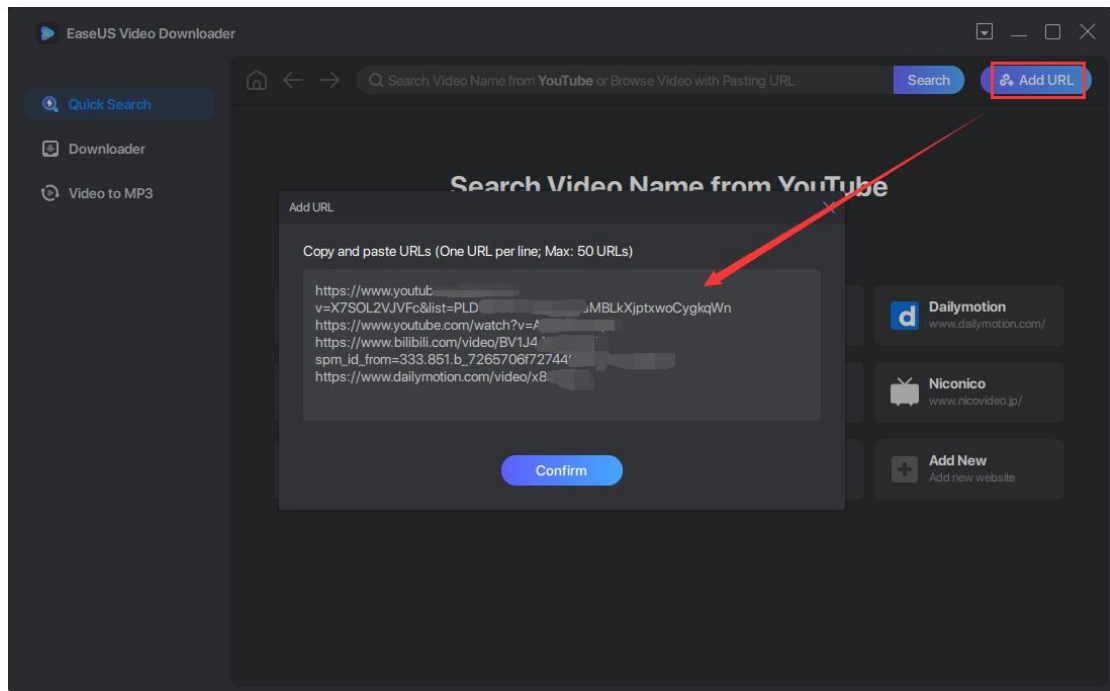 EaseUS Video Downloader
Search Video Name from YouTube or Browse Video with Pasting URL
Search
Add URL
Quick Search
Downloader
Video to MP3
Search Video Name from YouTube
Add URL
Copy and paste URLs (One URL per line; Max: 50 URLs)
https://www.youtub
v=X7SOL2VJVFc&list=PLD MBLkXjptxwoCygkqWn
https://www.youtube.com/watch?v=A
https://www.bilibili.com/video/BV1J4
spm_id_from=333.851.b_7265706f72744
https://www.dailymotion.com/video/x8
Confirm
Dailymotion
www.dailymotion.com/
Niconico
www.nicovideo.jp/
Add New
Add new website